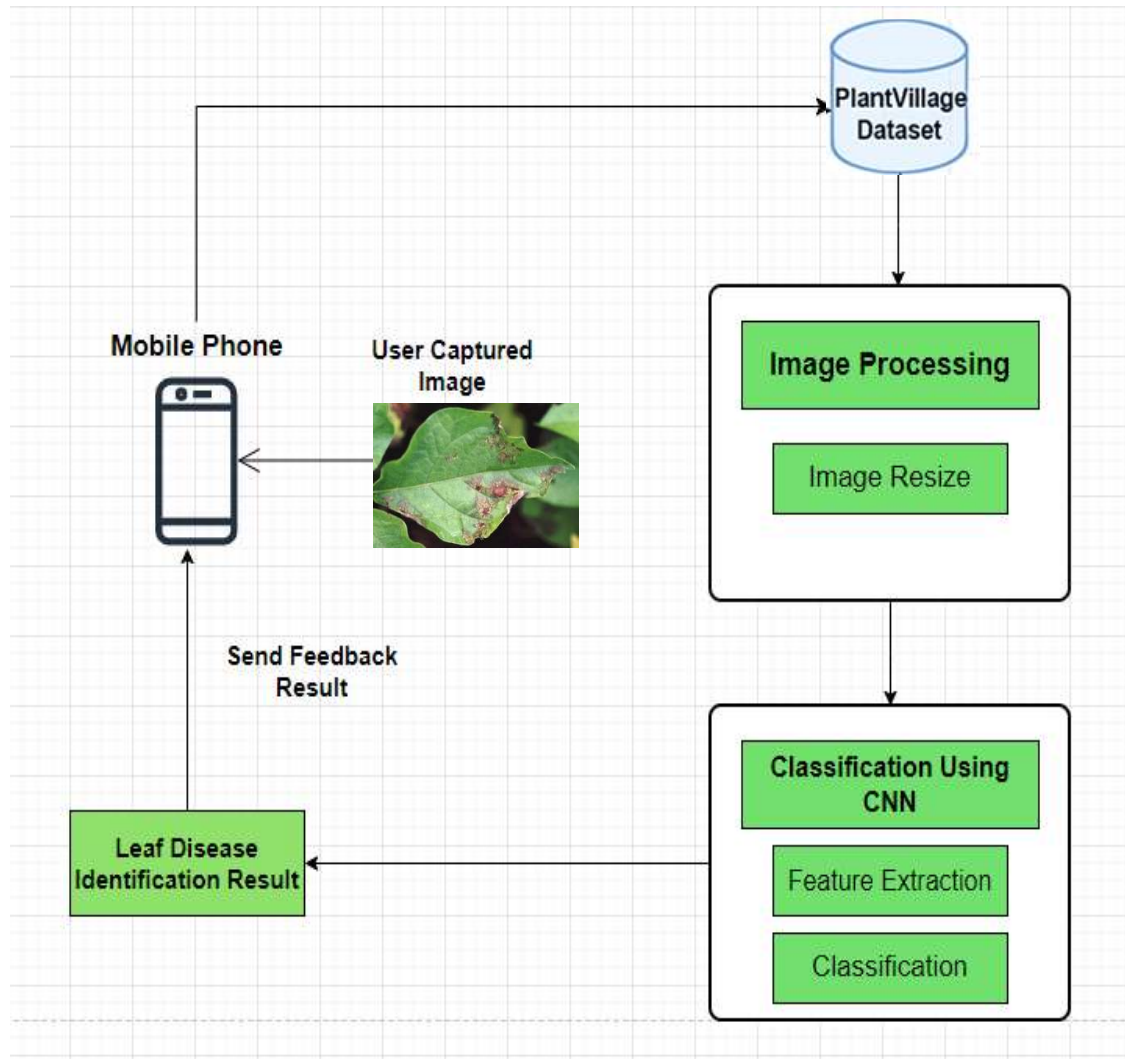 PlantVillage
Dataset
Mobile Phone
User Captured
Image
Image Processing
Image Resize
Send Feedback
Result
Classification Using
CNN
Feature Extraction
Classification
Leaf Disease
Identification Result